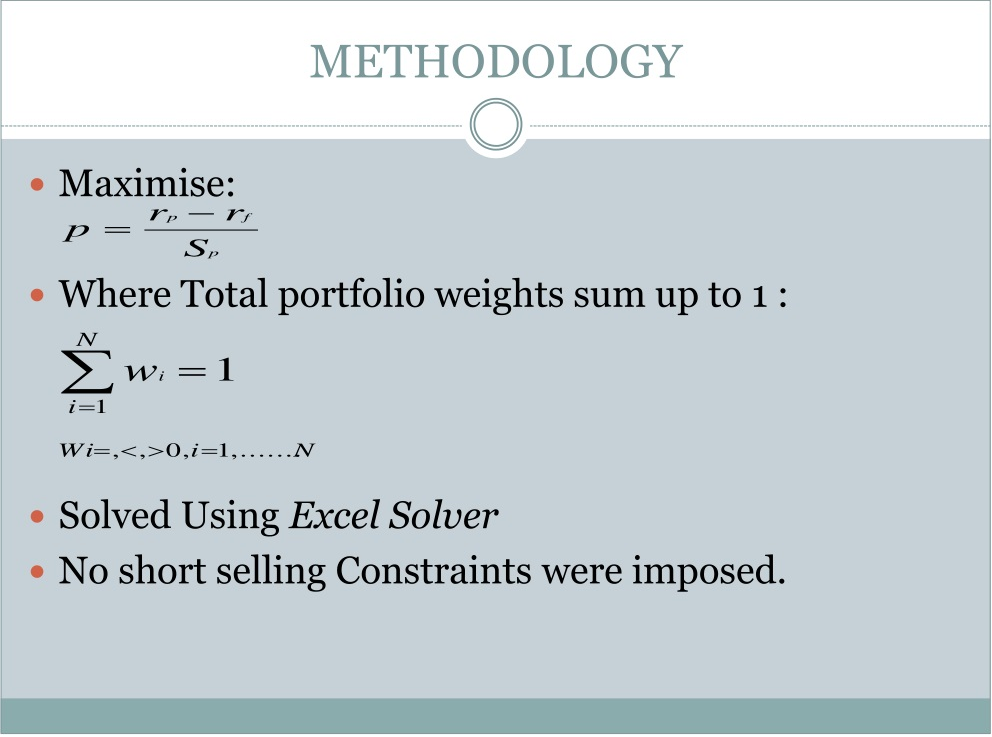 METHODOLOGY
• Maximise:
p = (r_p − r_f) / S_p
• Where Total portfolio weights sum up to 1 :
∑_{i=1}^{N} w_i = 1
Wi=,<,>0,i=1,......N
• Solved Using Excel Solver
• No short selling Constraints were imposed.